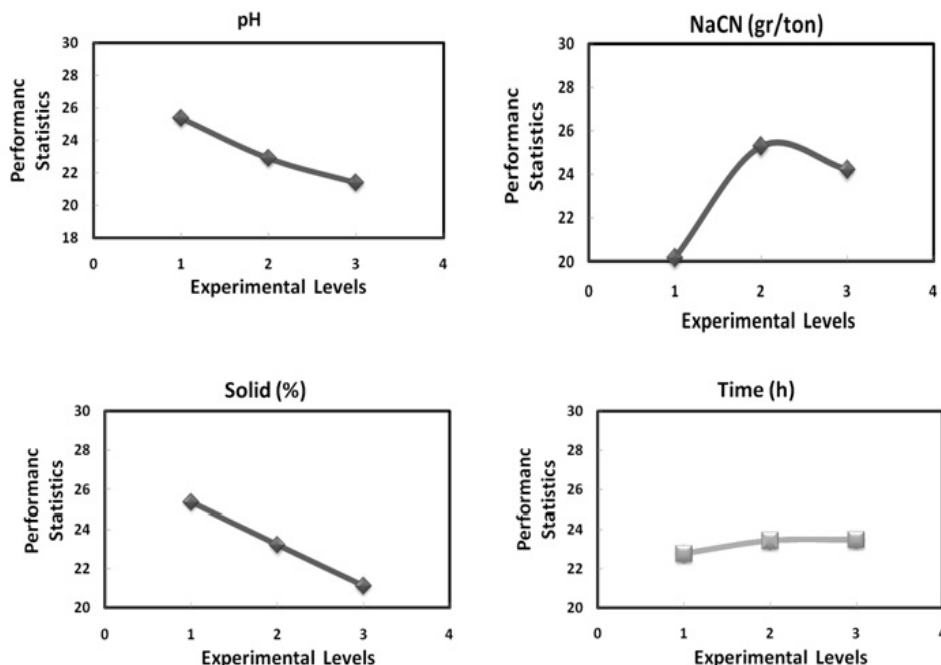 pH
Performanc
Statistics
30
28
26
24
22
20
18
0
1
2
3
4
Experimental Levels
NaCN (gr/ton)
Performanc
Statistics
30
28
26
24
22
20
0
1
2
3
4
Experimental Levels
Solid (%)
Performanc
Statistics
30
28
26
24
22
20
0
1
2
3
4
Experimental Levels
Time (h)
Performanc
Statistics
30
28
26
24
22
20
0
1
2
3
4
Experimental Levels